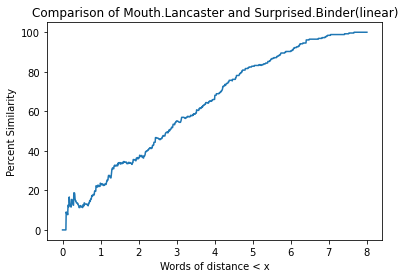 Comparison of Mouth.Lancaster and Surprised.Binder(linear)
100
80
60
40
20
0
Percent Similarity
0 1 2 3 4 5 6 7 8
Words of distance < x